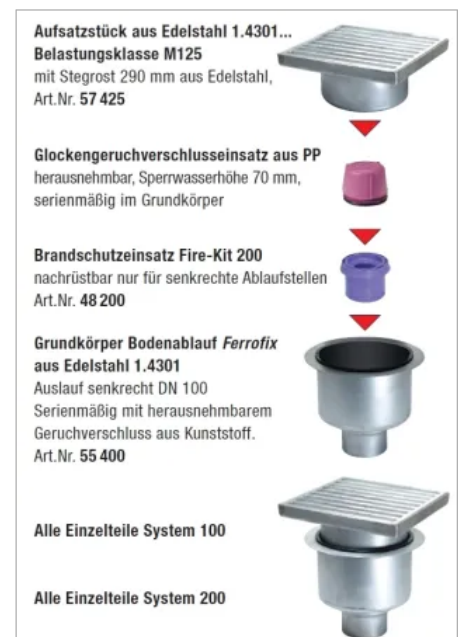 Aufsatzstück aus Edelstahl 1.4301...
Belastungsklasse M125
mit Stegrost 290 mm aus Edelstahl,
Art.Nr. 57 425
Glockengeruchverschlusseinsatz aus PP
herausnehmbar, Sperrwasserhöhe 70 mm,
serienmäßig im Grundkörper
Brandschutzeinsatz Fire-Kit 200
nachrüstbar nur für senkrechte Ablaufstellen
Art.Nr. 48 200
Grundkörper Bodenablauf Ferrofix
aus Edelstahl 1.4301
Auslauf senkrecht DN 100
Serienmäßig mit herausnehmbarem
Geruchverschluss aus Kunststoff.
Art.Nr. 55 400
Alle Einzelteile System 100
Alle Einzelteile System 200